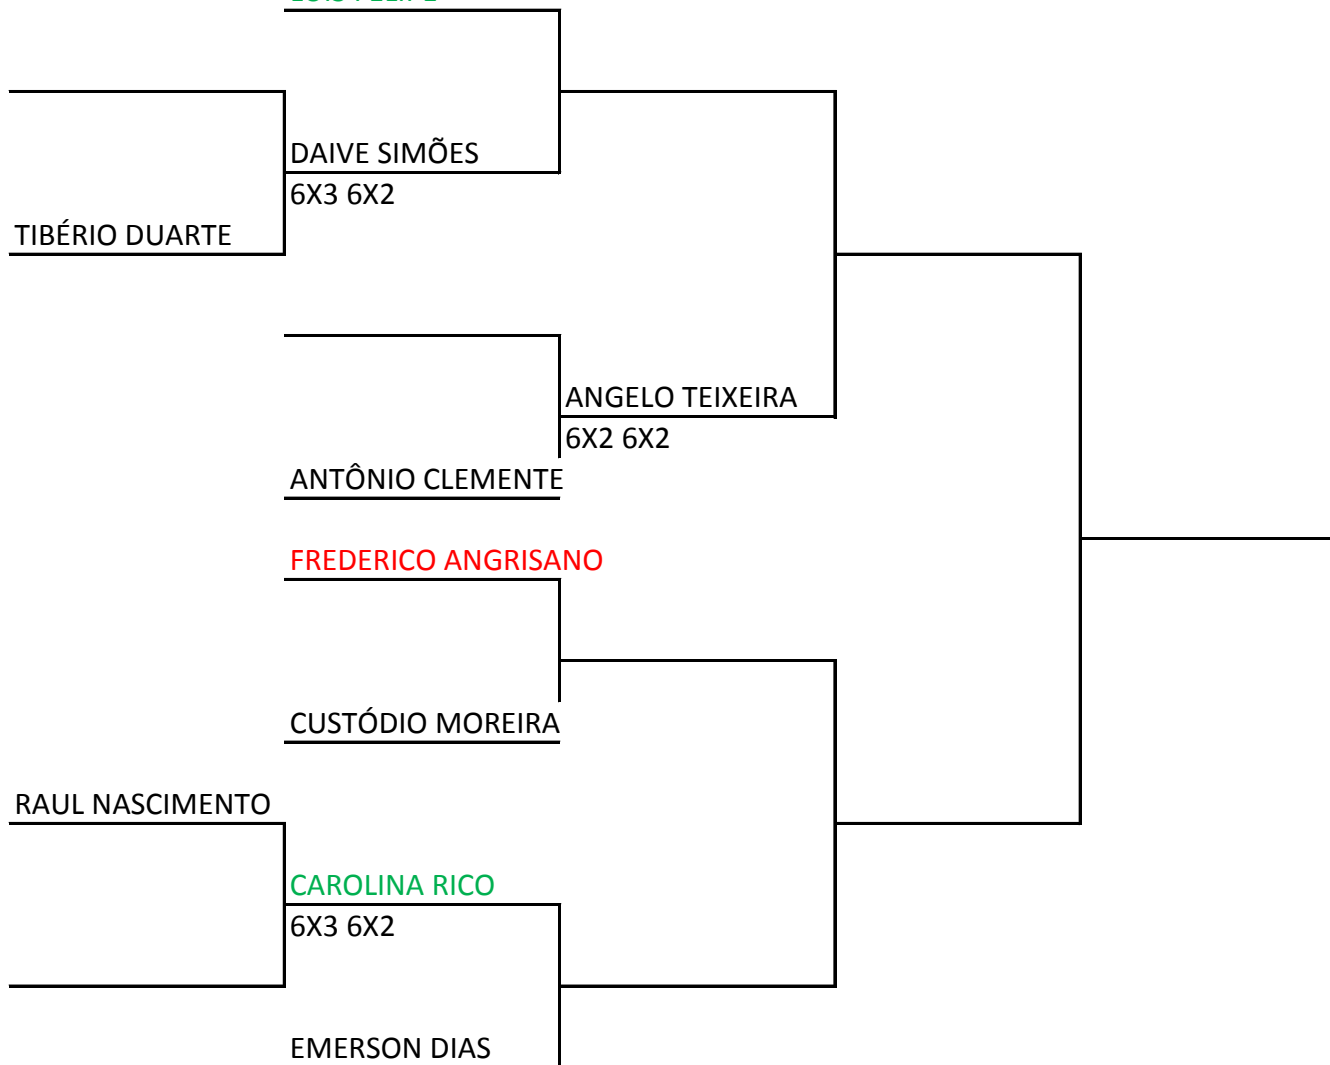 DAIVE SIMÕES
6X3 6X2
TIBÉRIO DUARTE
ANGELO TEIXEIRA
6X2 6X2
ANTÔNIO CLEMENTE
FREDERICO ANGRISANO
CUSTÓDIO MOREIRA
RAUL NASCIMENTO
CAROLINA RICO
6X3 6X2
EMERSON DIAS